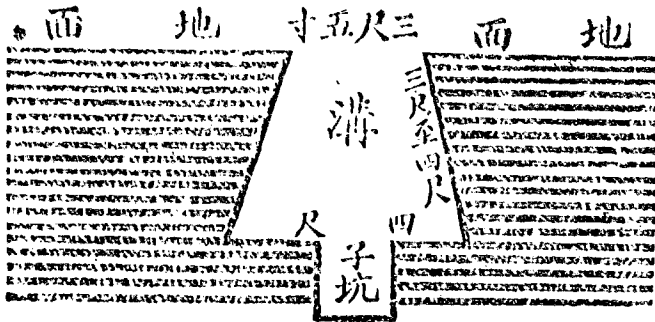 面地　三尺五寸　面地
溝
三尺至四尺
四尺
子坑